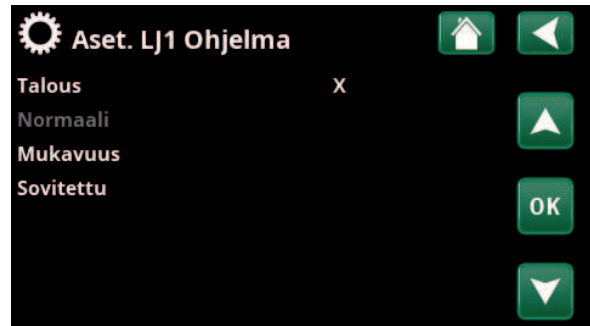 Aset. LJ1 Ohjelma
Talous X
Normaali
Mukavuus
Sovitettu
OK